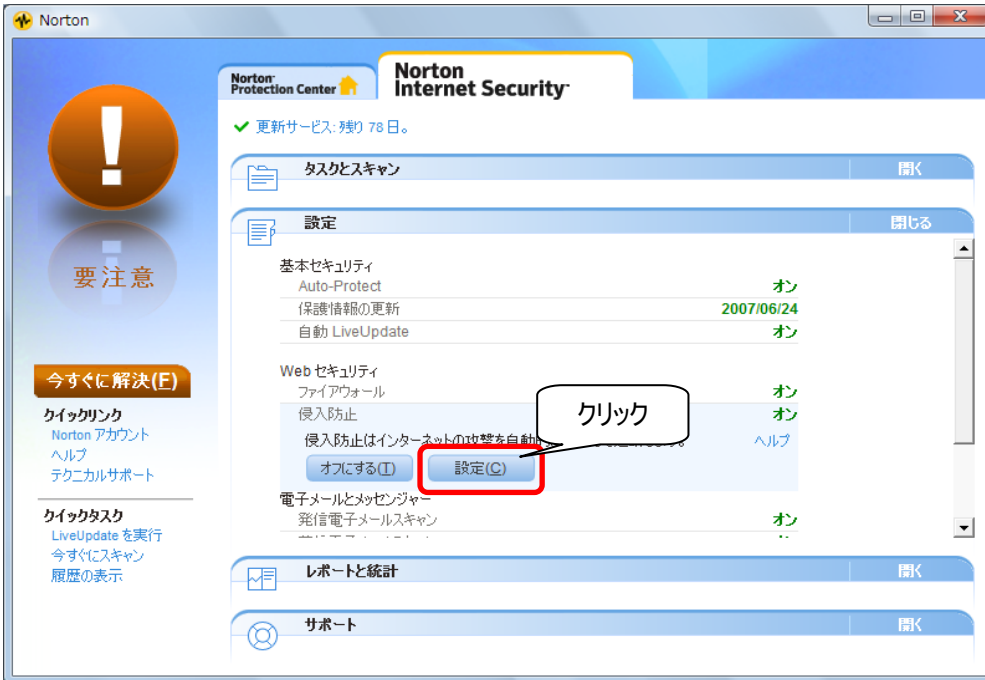 Norton
Norton Protection Center
Norton Internet Security
更新サービス: 残り 78 日。
タスクとスキャン
開く
設定
閉じる
要注意
基本セキュリティ
Auto-Protect
オン
保護情報の更新
2007/06/24
自動 LiveUpdate
オン
Web セキュリティ
ファイアウォール
オン
侵入防止
オン
クリック
侵入防止はインターネットの攻撃を自動
ヘルプ
オフにする(T)
設定(C)
電子メールとメッセンジャー
発信電子メールスキャン
オン
今すぐに解決(F)
クイックリンク
Norton アカウント
ヘルプ
テクニカルサポート
クイックタスク
LiveUpdate を実行
今すぐにスキャン
履歴の表示
レポートと統計
開く
サポート
開く